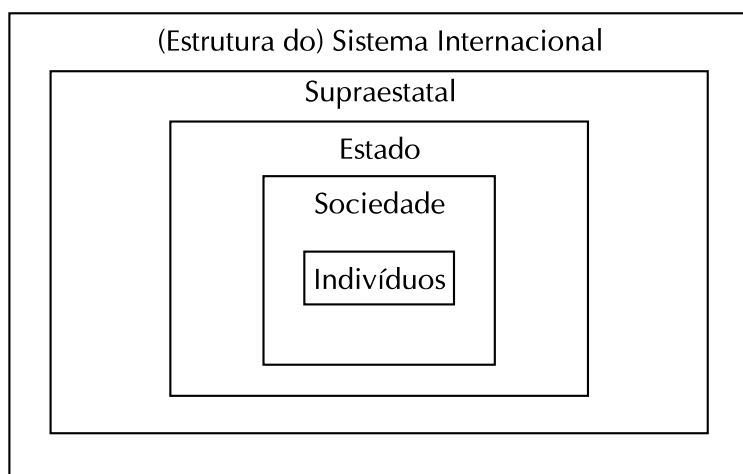 (Estrutura do) Sistema Internacional
Supraestatal
Estado
Sociedade
Indivíduos